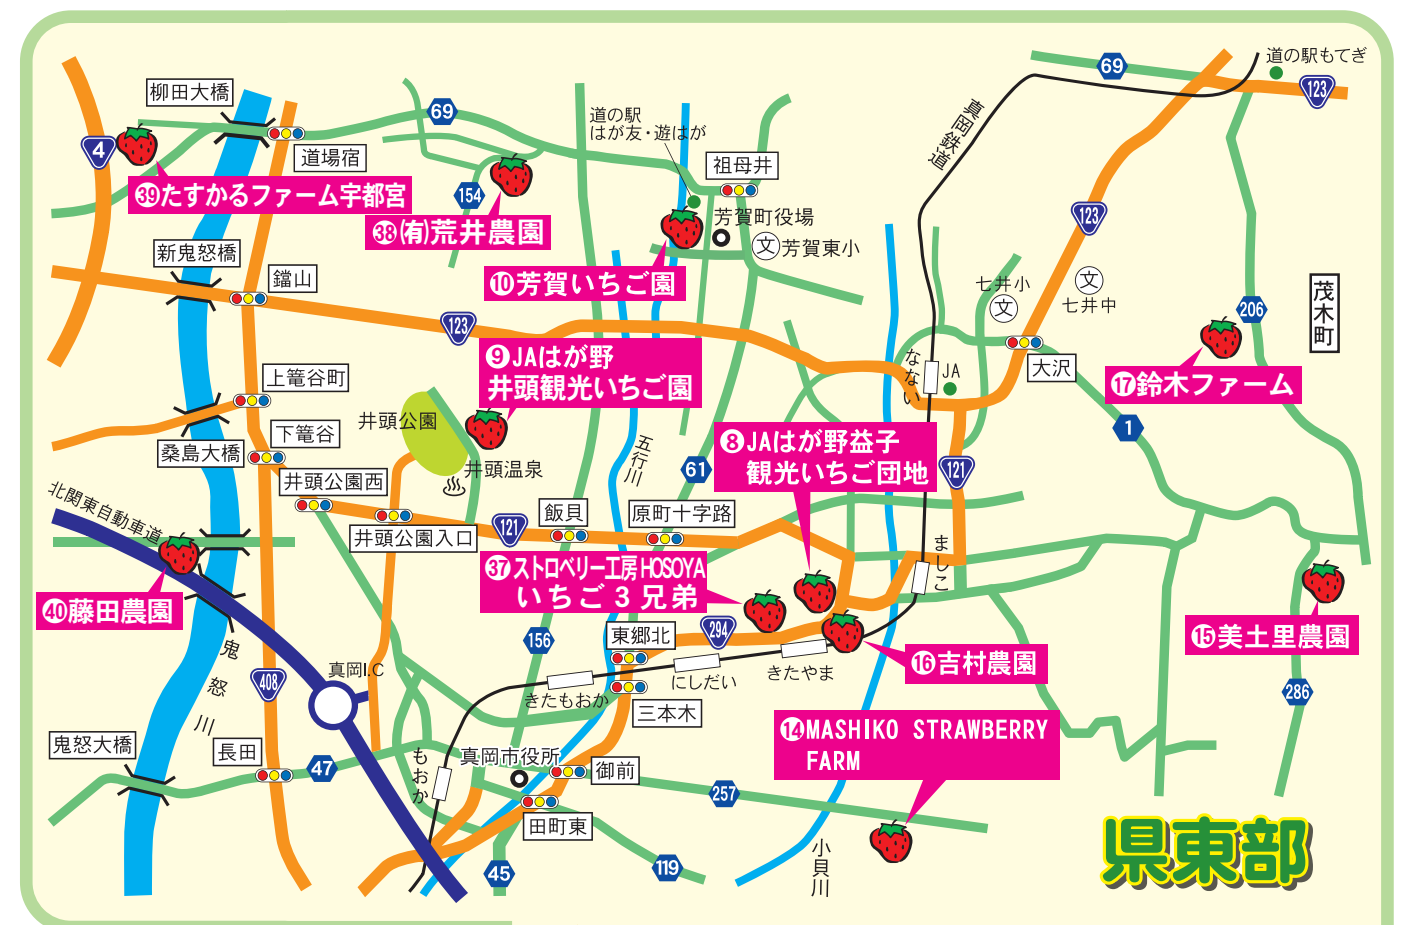 道の駅もてぎ
69
123
柳田大橋
69
道の駅
はが友・遊はが
真岡鉄道
4
道場宿
祖母井
154
㊴たすかるファーム宇都宮
㊳㈲荒井農園
芳賀町役場
文 芳賀東小
123
新鬼怒橋
鐺山
⑩芳賀いちご園
七井小
文
文
七井中
茂木町
206
123
⑨JAはが野
井頭観光いちご園
大沢
なない
JA
⑰鈴木ファーム
上篭谷町
下篭谷
井頭公園
桑島大橋
井頭温泉
五行川
61
⑧JAはが野益子
観光いちご団地
121
1
北関東自動車道
井頭公園西
井頭公園入口
121
飯貝
原町十字路
㊲ストロベリー工房HOSOYA
いちご3兄弟
ましこ
㊵藤田農園
⑮美土里農園
鬼怒川
156
東郷北
294
⑯吉村農園
真岡I.C
408
きたもおか
にしだい
きたやま
286
三本木
鬼怒大橋
長田
47
もおか
真岡市役所
御前
⑭MASHIKO STRAWBERRY
FARM
257
田町東
45
119
小貝川
県東部